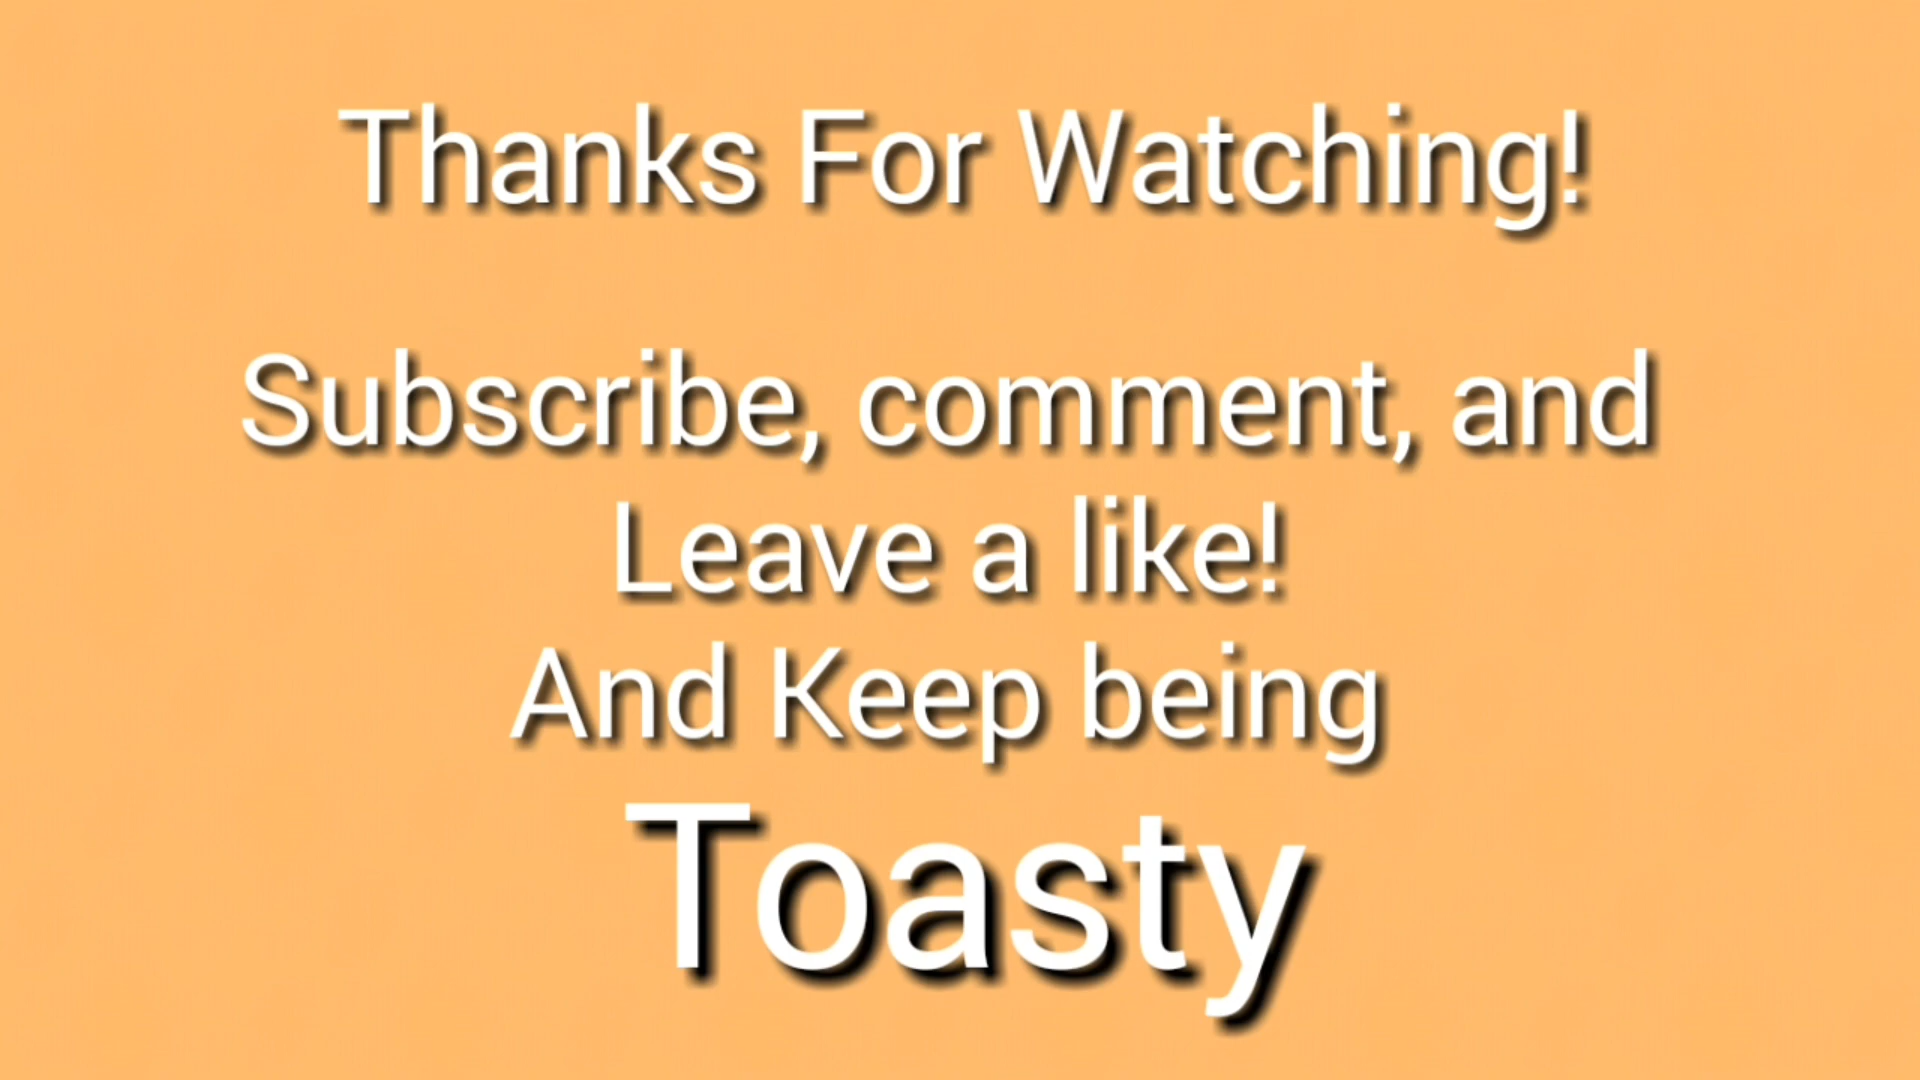 Thanks For Watching!
Subscribe, comment, and
Leave a like!
And Keep being
Toasty